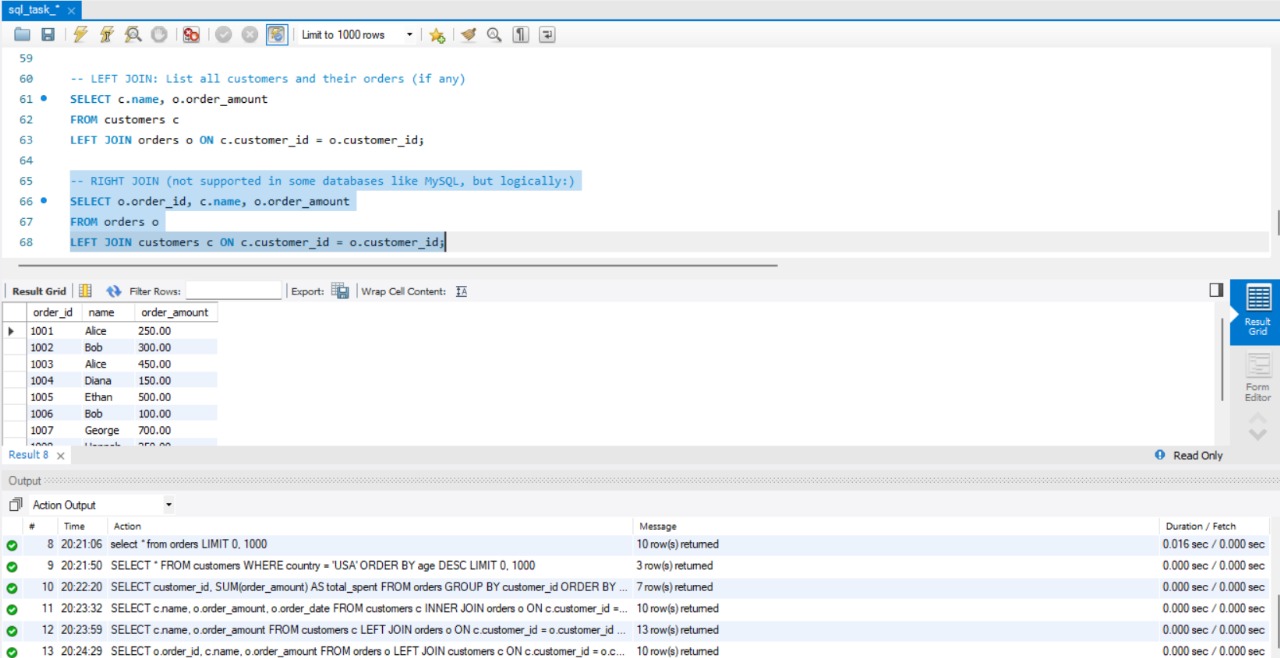 sql_task_* ×
Limit to 1000 rows
59
60 -- LEFT JOIN: List all customers and their orders (if any)
61 SELECT c.name, o.order_amount
62 FROM customers c
63 LEFT JOIN orders o ON c.customer_id = o.customer_id;
64
65 -- RIGHT JOIN (not supported in some databases like MySQL, but logically:)
66 SELECT o.order_id, c.name, o.order_amount
67 FROM orders o
68 LEFT JOIN customers c ON c.customer_id = o.customer_id;
Result Grid Filter Rows: Export: Wrap Cell Content:
order_id name order_amount
1001 Alice 250.00
1002 Bob 300.00
1003 Alice 450.00
1004 Diana 150.00
1005 Ethan 500.00
1006 Bob 100.00
1007 George 700.00
Result
Grid
Form
Editor
Result 8 × Read Only
Output
Action Output
# Time Action Message Duration / Fetch
8 20:21:06 select * from orders LIMIT 0, 1000 10 row(s) returned 0.016 sec / 0.000 sec
9 20:21:50 SELECT * FROM customers WHERE country = 'USA' ORDER BY age DESC LIMIT 0, 1000 3 row(s) returned 0.000 sec / 0.000 sec
10 20:22:20 SELECT customer_id, SUM(order_amount) AS total_spent FROM orders GROUP BY customer_id ORDER BY ... 7 row(s) returned 0.000 sec / 0.000 sec
11 20:23:32 SELECT c.name, o.order_amount, o.order_date FROM customers c INNER JOIN orders o ON c.customer_id =... 10 row(s) returned 0.000 sec / 0.000 sec
12 20:23:59 SELECT c.name, o.order_amount FROM customers c LEFT JOIN orders o ON c.customer_id = o.customer_id ... 13 row(s) returned 0.000 sec / 0.000 sec
13 20:24:29 SELECT o.order_id, c.name, o.order_amount FROM orders o LEFT JOIN customers c ON c.customer_id = o.c... 10 row(s) returned 0.000 sec / 0.000 sec